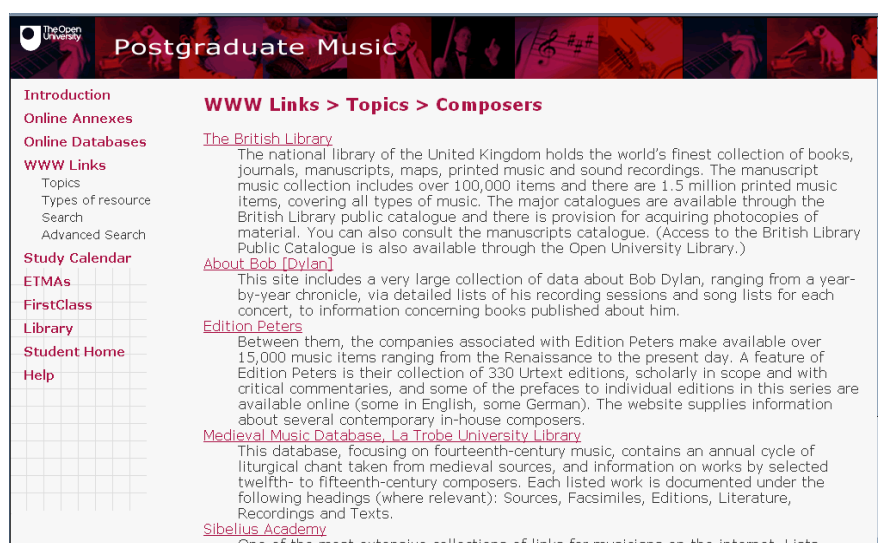 The Open
University
Postgraduate Music
Introduction
Online Annexes
Online Databases
WWW Links
Topics
Types of resource
Search
Advanced Search
Study Calendar
ETMAs
FirstClass
Library
Student Home
Help
WWW Links > Topics > Composers
The British Library
The national library of the United Kingdom holds the world's finest collection of books,
journals, manuscripts, maps, printed music and sound recordings. The manuscript
music collection includes over 100,000 items and there are 1.5 million printed music
items, covering all types of music. The major catalogues are available through the
British Library public catalogue and there is provision for acquiring photocopies of
material. You can also consult the manuscripts catalogue. (Access to the British Library
Public Catalogue is also available through the Open University Library.)
About Bob [Dylan]
This site includes a very large collection of data about Bob Dylan, ranging from a year-
by-year chronicle, via detailed lists of his recording sessions and song lists for each
concert, to information concerning books published about him.
Edition Peters
Between them, the companies associated with Edition Peters make available over
15,000 music items ranging from the Renaissance to the present day. A feature of
Edition Peters is their collection of 330 Urtext editions, scholarly in scope and with
critical commentaries, and some of the prefaces to individual editions in this series are
available online (some in English, some German). The website supplies information
about several contemporary in-house composers.
Medieval Music Database, La Trobe University Library
This database, focusing on fourteenth-century music, contains an annual cycle of
liturgical chant taken from medieval sources, and information on works by selected
twelfth- to fifteenth-century composers. Each listed work is documented under the
following headings (where relevant): Sources, Facsimiles, Editions, Literature,
Recordings and Texts.
Sibelius Academy
One of the most extensive collections of links for musicians on the internet. Lists